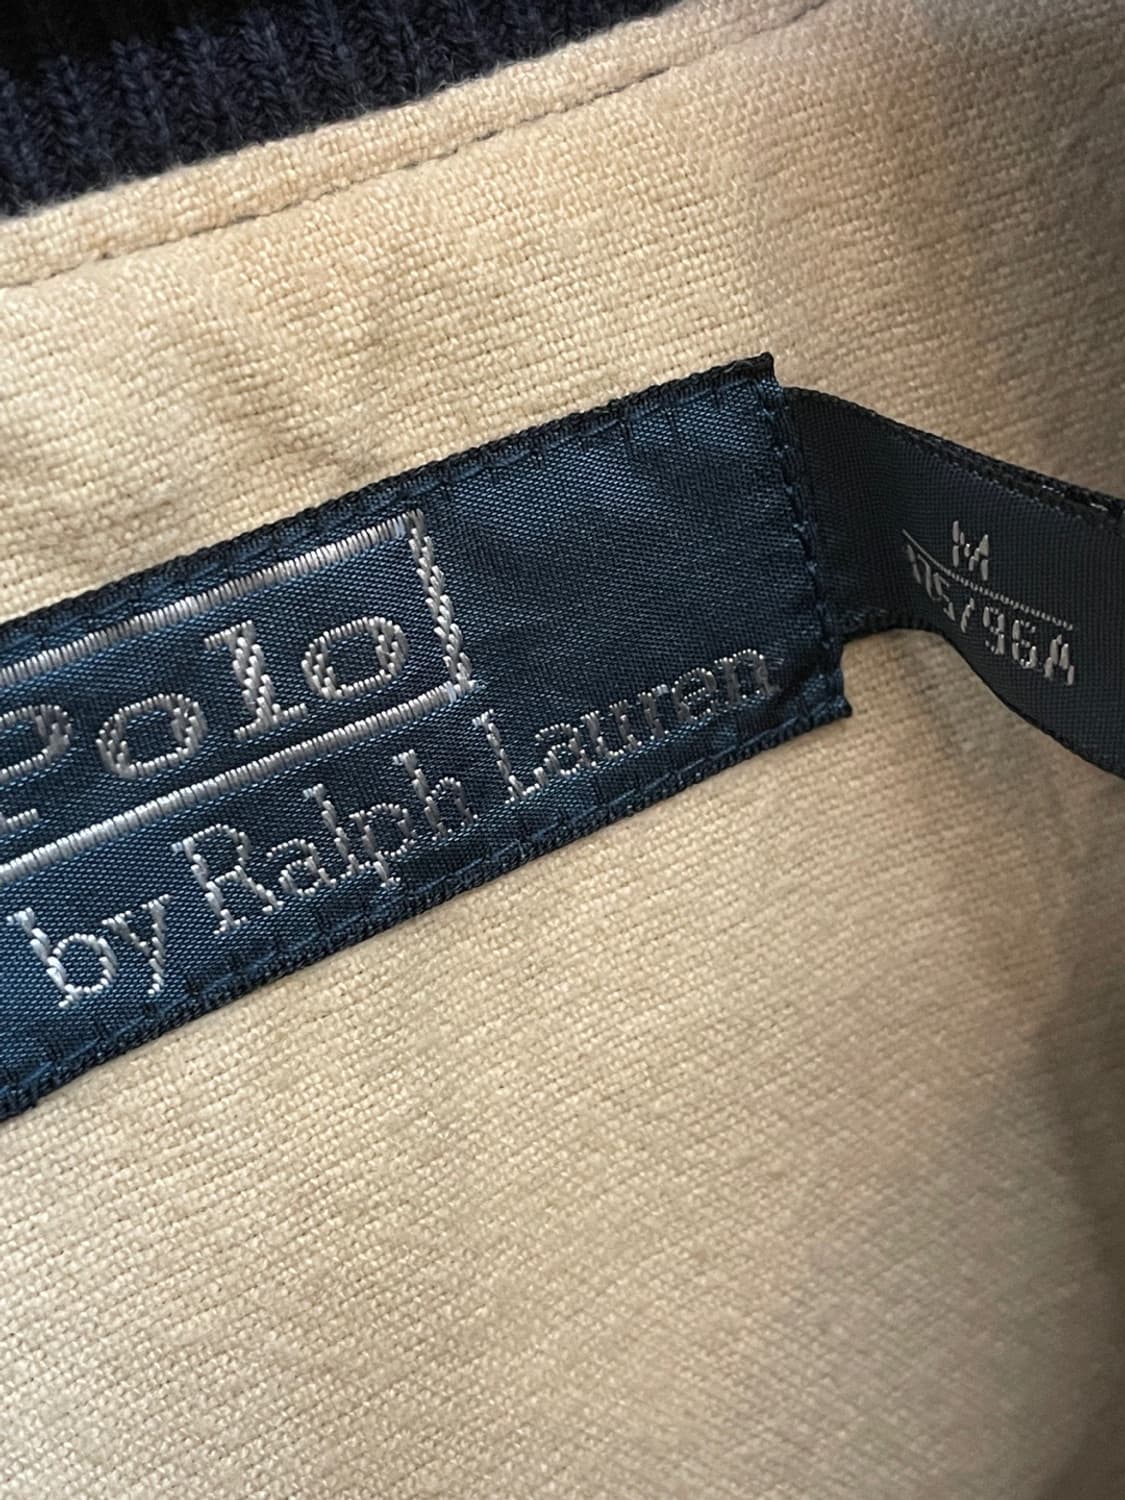 Polo
by Ralph Lauren
M
175/96A